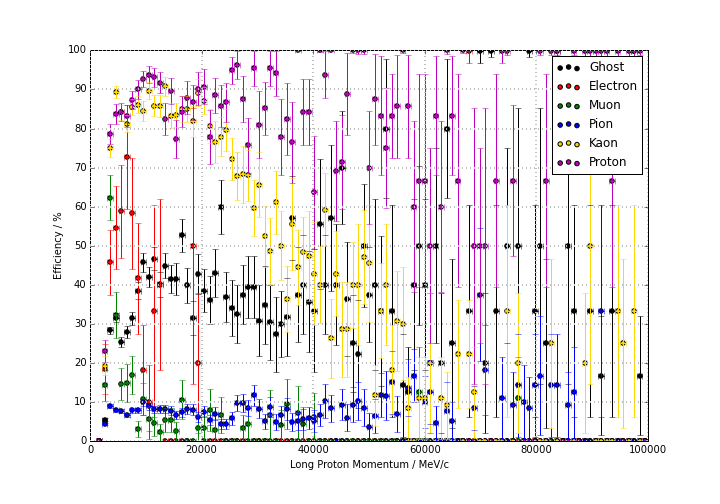 100
90
80
70
60
50
40
30
20
10
0
Efficiency / %
Ghost
Electron
Muon
Pion
Kaon
Proton
0 20000 40000 60000 80000 100000
Long Proton Momentum / MeV/c